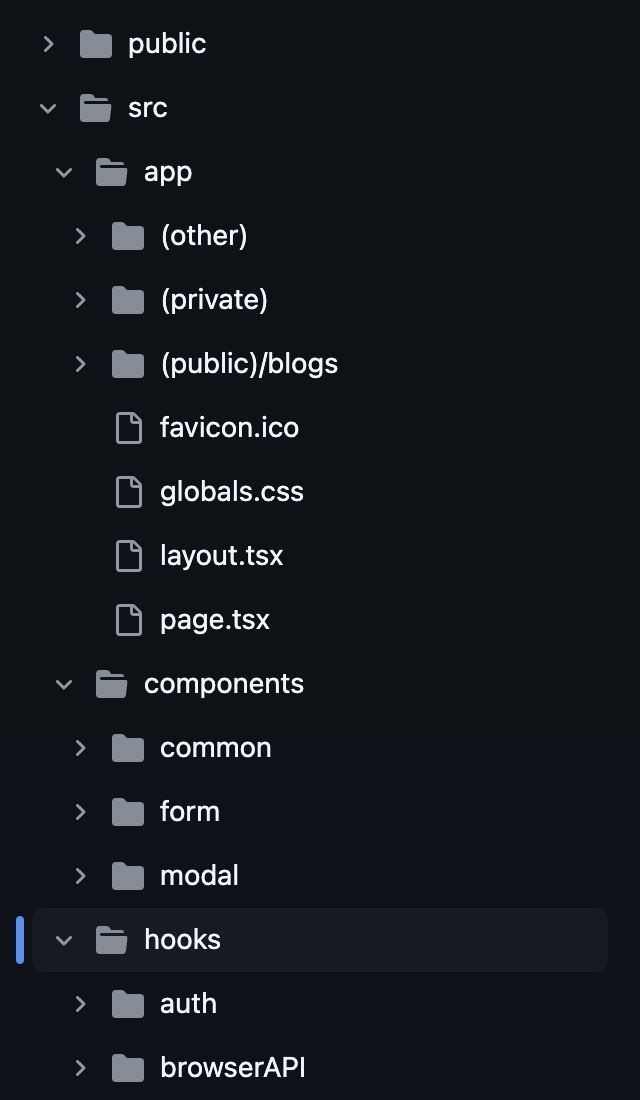 public
src
app
(other)
(private)
(public)/blogs
favicon.ico
globals.css
layout.tsx
page.tsx
components
common
form
modal
hooks
auth
browserAPI